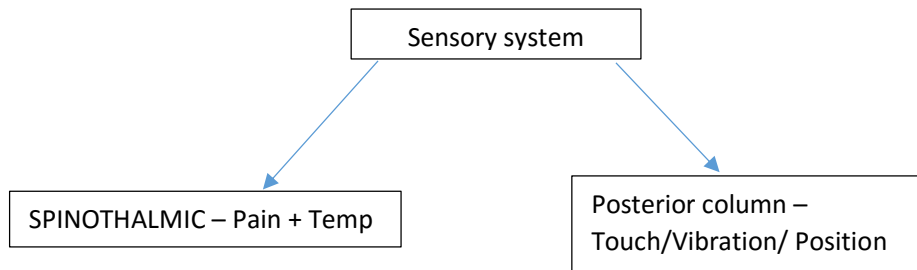 Sensory system
SPINOTHALMIC – Pain + Temp
Posterior column –
Touch/Vibration/ Position